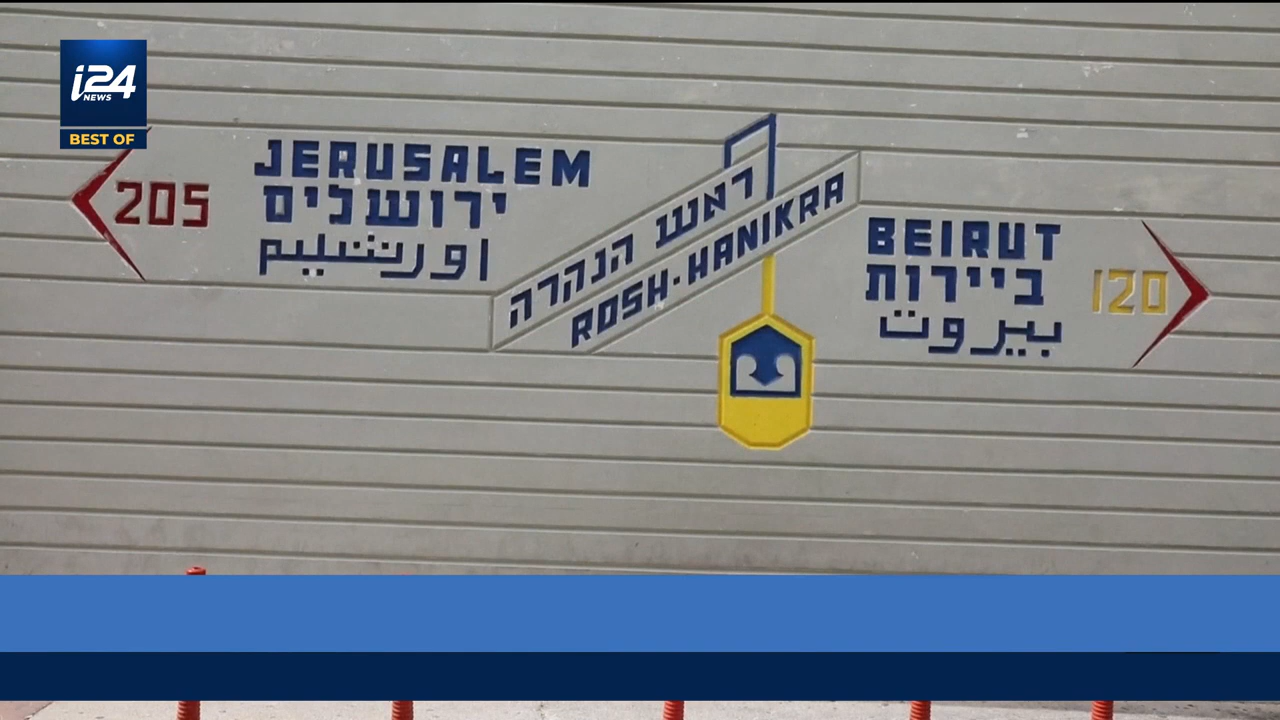 i24
NEWS
BEST OF
205
JERUSALEM
ירושלים
اورشليم
ראש הנקרה
ROSH-HANIKRA
BEIRUT
ביירות
بيروت
120